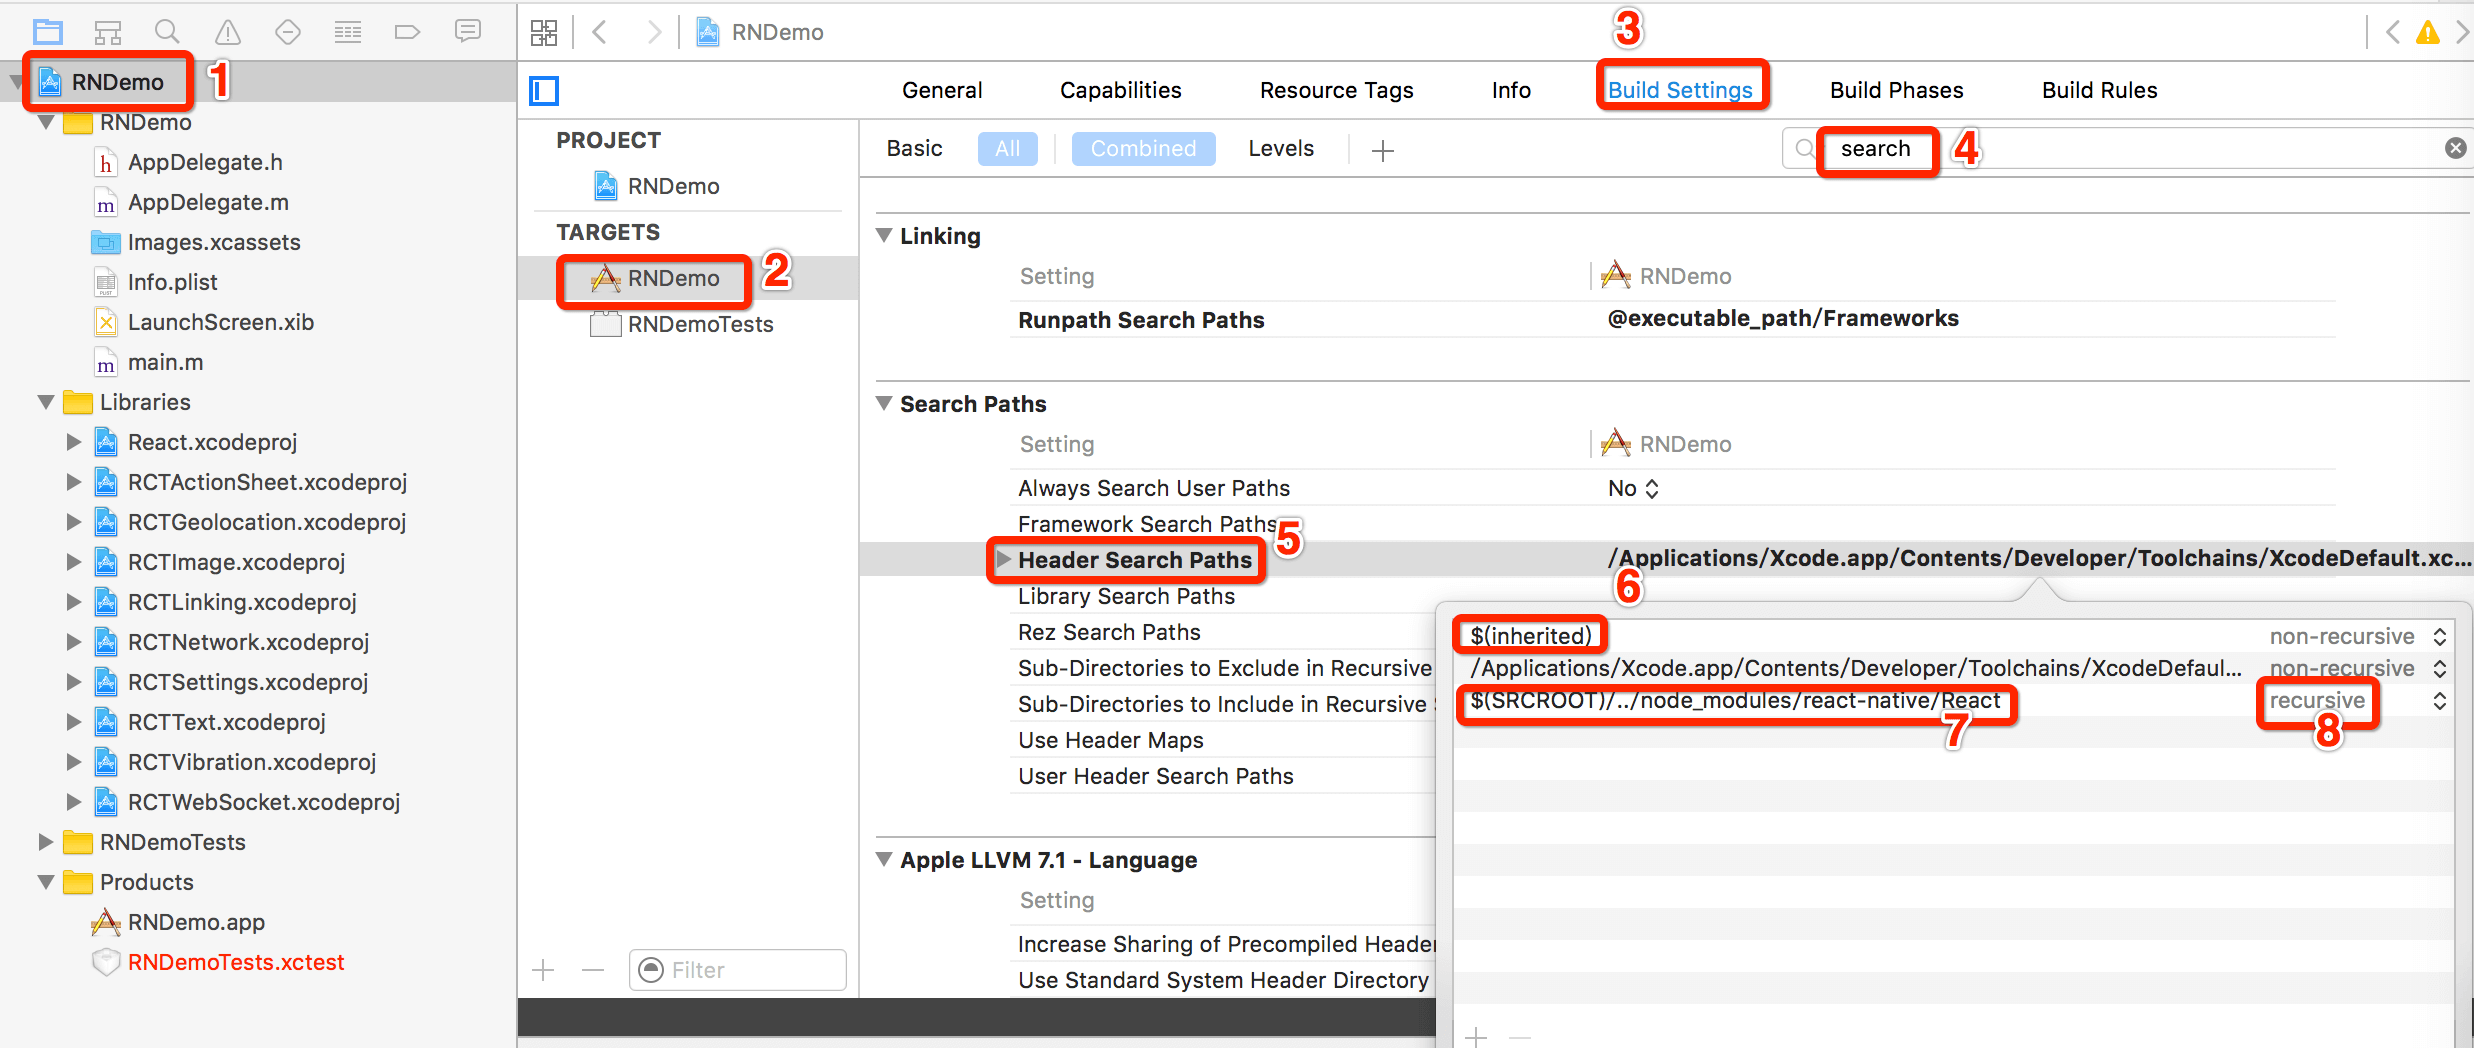 RNDemo
1
RNDemo
AppDelegate.h
AppDelegate.m
Images.xcassets
Info.plist
LaunchScreen.xib
main.m
Libraries
React.xcodeproj
RCTActionSheet.xcodeproj
RCTGeolocation.xcodeproj
RCTImage.xcodeproj
RCTLinking.xcodeproj
RCTNetwork.xcodeproj
RCTSettings.xcodeproj
RCTText.xcodeproj
RCTVibration.xcodeproj
RCTWebSocket.xcodeproj
RNDemoTests
Products
RNDemo.app
RNDemoTests.xctest
RNDemo
3
General Capabilities Resource Tags Info Build Settings Build Phases Build Rules
PROJECT
RNDemo
TARGETS
RNDemo 2
RNDemoTests
Filter
Basic All Combined Levels search 4
Linking
Setting RNDemo
Runpath Search Paths @executable_path/Frameworks
Search Paths
Setting RNDemo
Always Search User Paths No
Framework Search Paths
5
Header Search Paths /Applications/Xcode.app/Contents/Developer/Toolchains/XcodeDefault.xc...
Library Search Paths
Rez Search Paths
Sub-Directories to Exclude in Recursive
Sub-Directories to Include in Recursive
Use Header Maps
User Header Search Paths
Apple LLVM 7.1 - Language
Setting
Increase Sharing of Precompiled Header
Use Standard System Header Directory
6
$(inherited) non-recursive
/Applications/Xcode.app/Contents/Developer/Toolchains/XcodeDefaul... non-recursive
$(SRCROOT)/../node_modules/react-native/React recursive
7
8